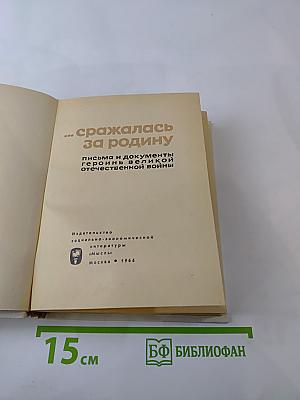 ...сражалась
за родину
письма и документы
героинь великой
отечественной войны
Издательство
социально-экономической
литературы
«Мысль»
Москва • 1964
15 см
БФ БИБЛИОФАН